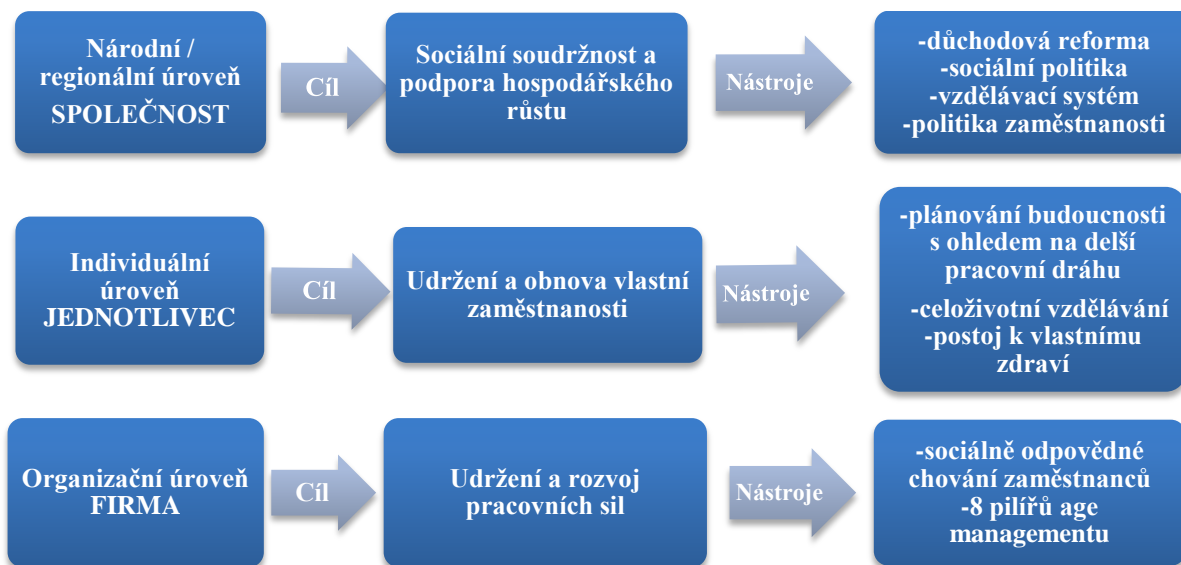 Národní /
regionální úroveň
SPOLEČNOST
Cíl
Sociální soudržnost a
podpora hospodářského
růstu
Nástroje
-důchodová reforma
-sociální politika
-vzdělávací systém
-politika zaměstnanosti
Individuální
úroveň
JEDNOTLIVEC
Cíl
Udržení a obnova vlastní
zaměstnanosti
Nástroje
-plánování budoucnosti
s ohledem na delší
pracovní dráhu
-celoživotní vzdělávání
-postoj k vlastnímu
zdraví
Organizační úroveň
FIRMA
Cíl
Udržení a rozvoj
pracovních sil
Nástroje
-sociálně odpovědné
chování zaměstnanců
-8 pilířů age
managementu